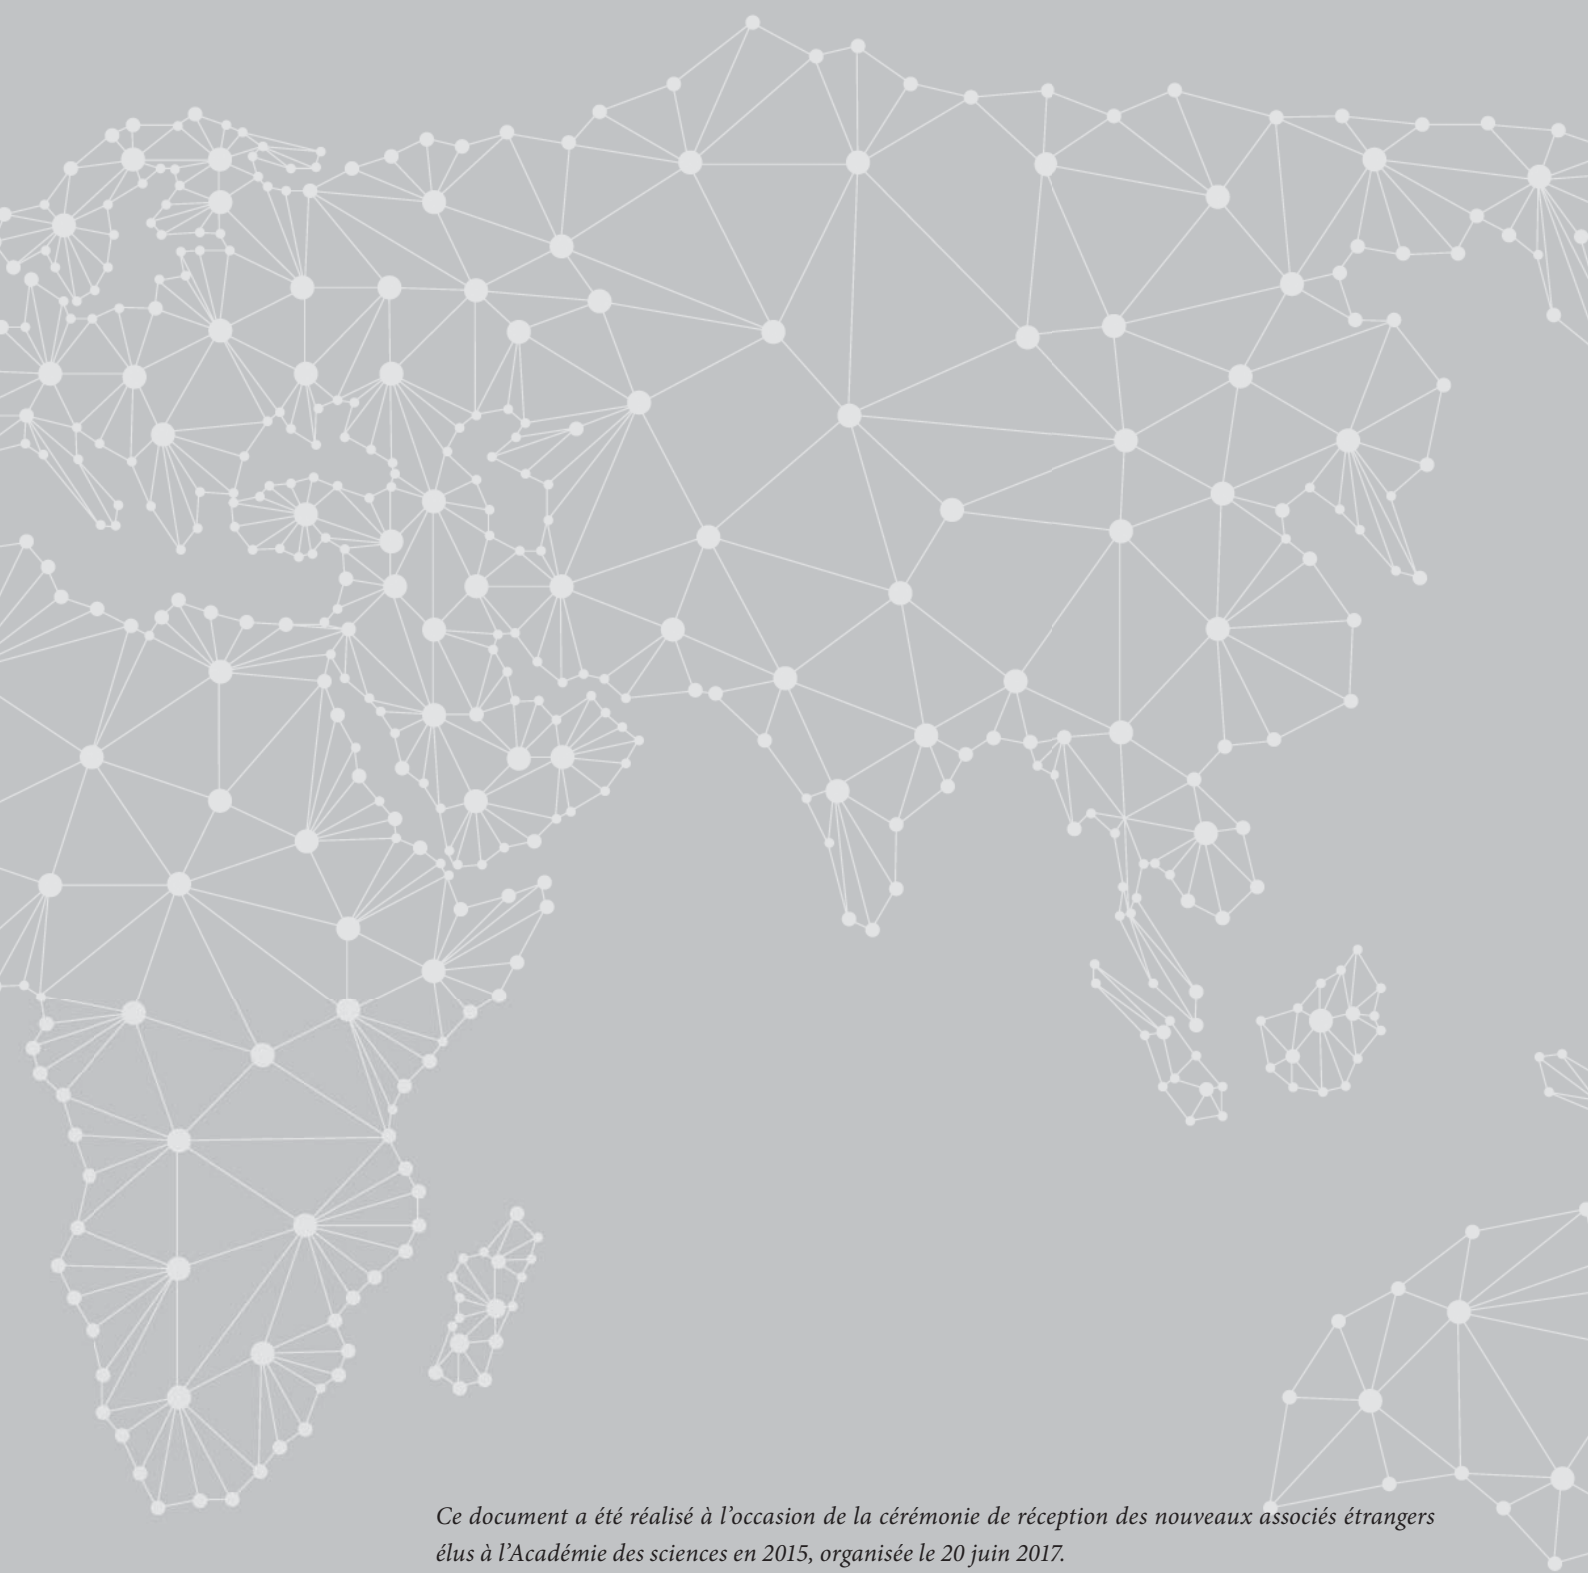 Ce document a été réalisé à l’occasion de la cérémonie de réception des nouveaux associés étrangers
élus à l’Académie des sciences en 2015, organisée le 20 juin 2017.